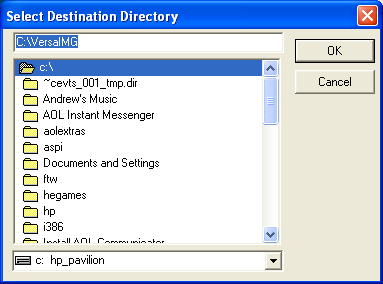 Select Destination Directory
C:\VersaIMG
OK
c:\
~cevts_001_tmp.dir
Cancel
Andrew's Music
AOL Instant Messenger
aolextras
aspi
Documents and Settings
ftw
hegames
hp
i386
Install AOL Communicator
c: hp_pavilion